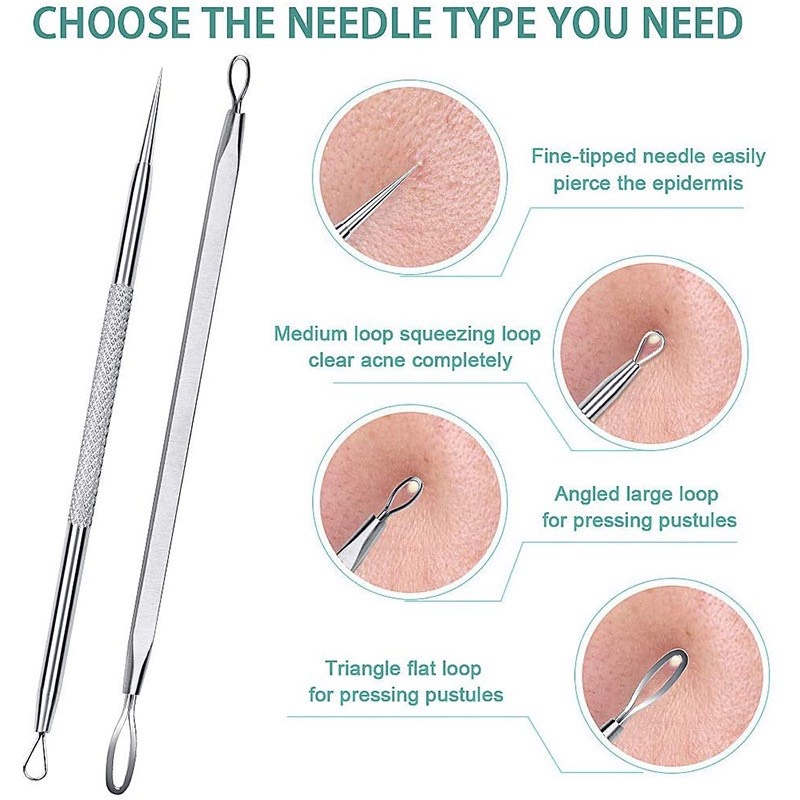 CHOOSE THE NEEDLE TYPE YOU NEED
Fine-tipped needle easily
pierce the epidermis
Medium loop squeezing loop
clear acne completely
Angled large loop
for pressing pustules
Triangle flat loop
for pressing pustules